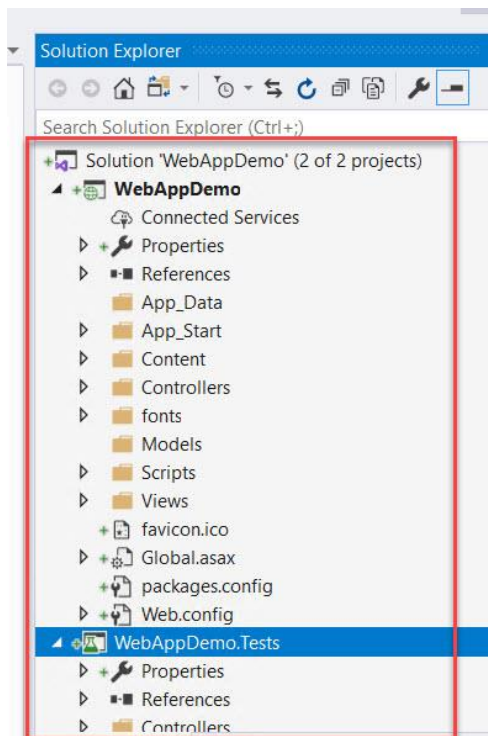 Solution Explorer
Search Solution Explorer (Ctrl+;)
Solution 'WebAppDemo' (2 of 2 projects)
WebAppDemo
Connected Services
Properties
References
App_Data
App_Start
Content
Controllers
fonts
Models
Scripts
Views
favicon.ico
Global.asax
packages.config
Web.config
WebAppDemo.Tests
Properties
References
Controllers